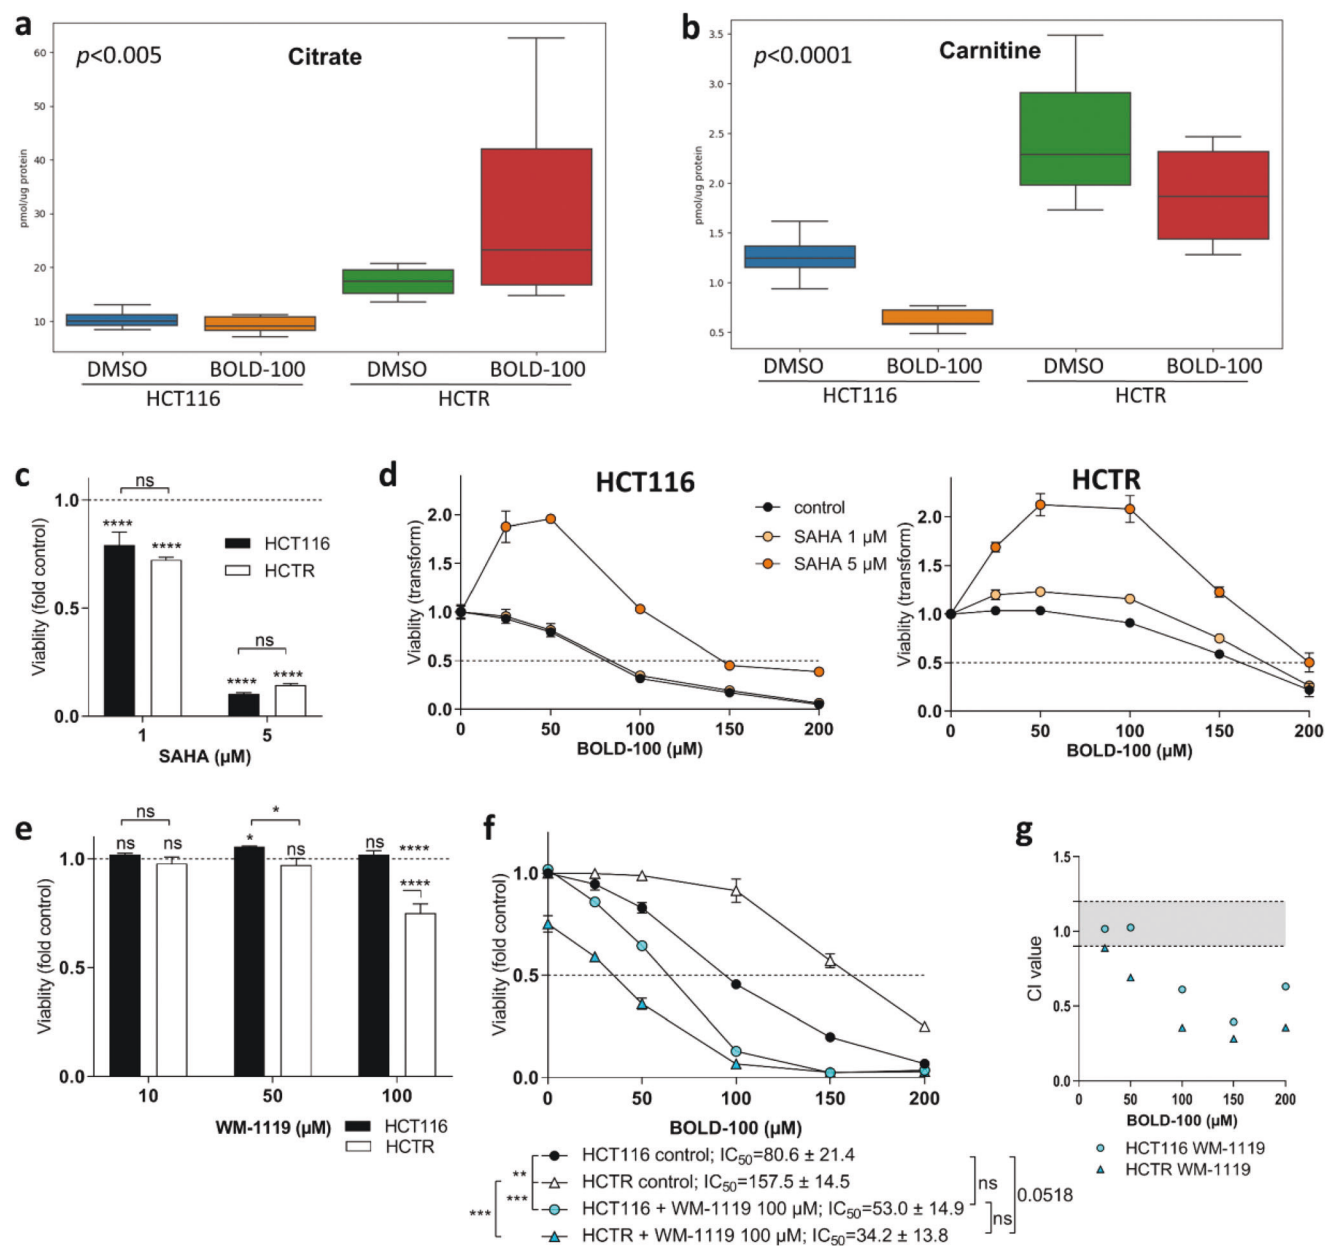 a
p<0.005
Citrate
pmol/ug protein
60
50
40
30
20
10
DMSO BOLD-100 DMSO BOLD-100
HCT116 HCTR
b
p<0.0001
Carnitine
pmol/ug protein
3.5
3.0
2.5
2.0
1.5
1.0
0.5
DMSO BOLD-100 DMSO BOLD-100
HCT116 HCTR
c
ns
1.0
**** ****
HCT116
HCTR
Viablity (fold control)
0.5
ns
**** ****
0.0
1 5
SAHA (µM)
d
HCT116
2.0
1.5
1.0
0.5
0.0
Viability (transform)
control
SAHA 1 µM
SAHA 5 µM
0 50 100 150 200
BOLD-100 (µM)
HCTR
2.0
1.5
1.0
0.5
0.0
Viability (transform)
0 50 100 150 200
BOLD-100 (µM)
e
ns * 
ns ns * ns ns ****
****
1.0
0.5
0.0
Viablity (fold control)
10 50 100
WM-1119 (µM)
HCT116
HCTR
f
1.0
0.5
0.0
Viability (fold control)
0 50 100 150 200
BOLD-100 (µM)
HCT116 control; IC50=80.6 ± 21.4
HCTR control; IC50=157.5 ± 14.5
HCT116 + WM-1119 100 µM; IC50=53.0 ± 14.9
HCTR + WM-1119 100 µM; IC50=34.2 ± 13.8
**
***
***
ns
ns
0.0518
g
1.5
1.0
0.5
0.0
CI value
0 50 100 150 200
BOLD-100 (µM)
HCT116 WM-1119
HCTR WM-1119